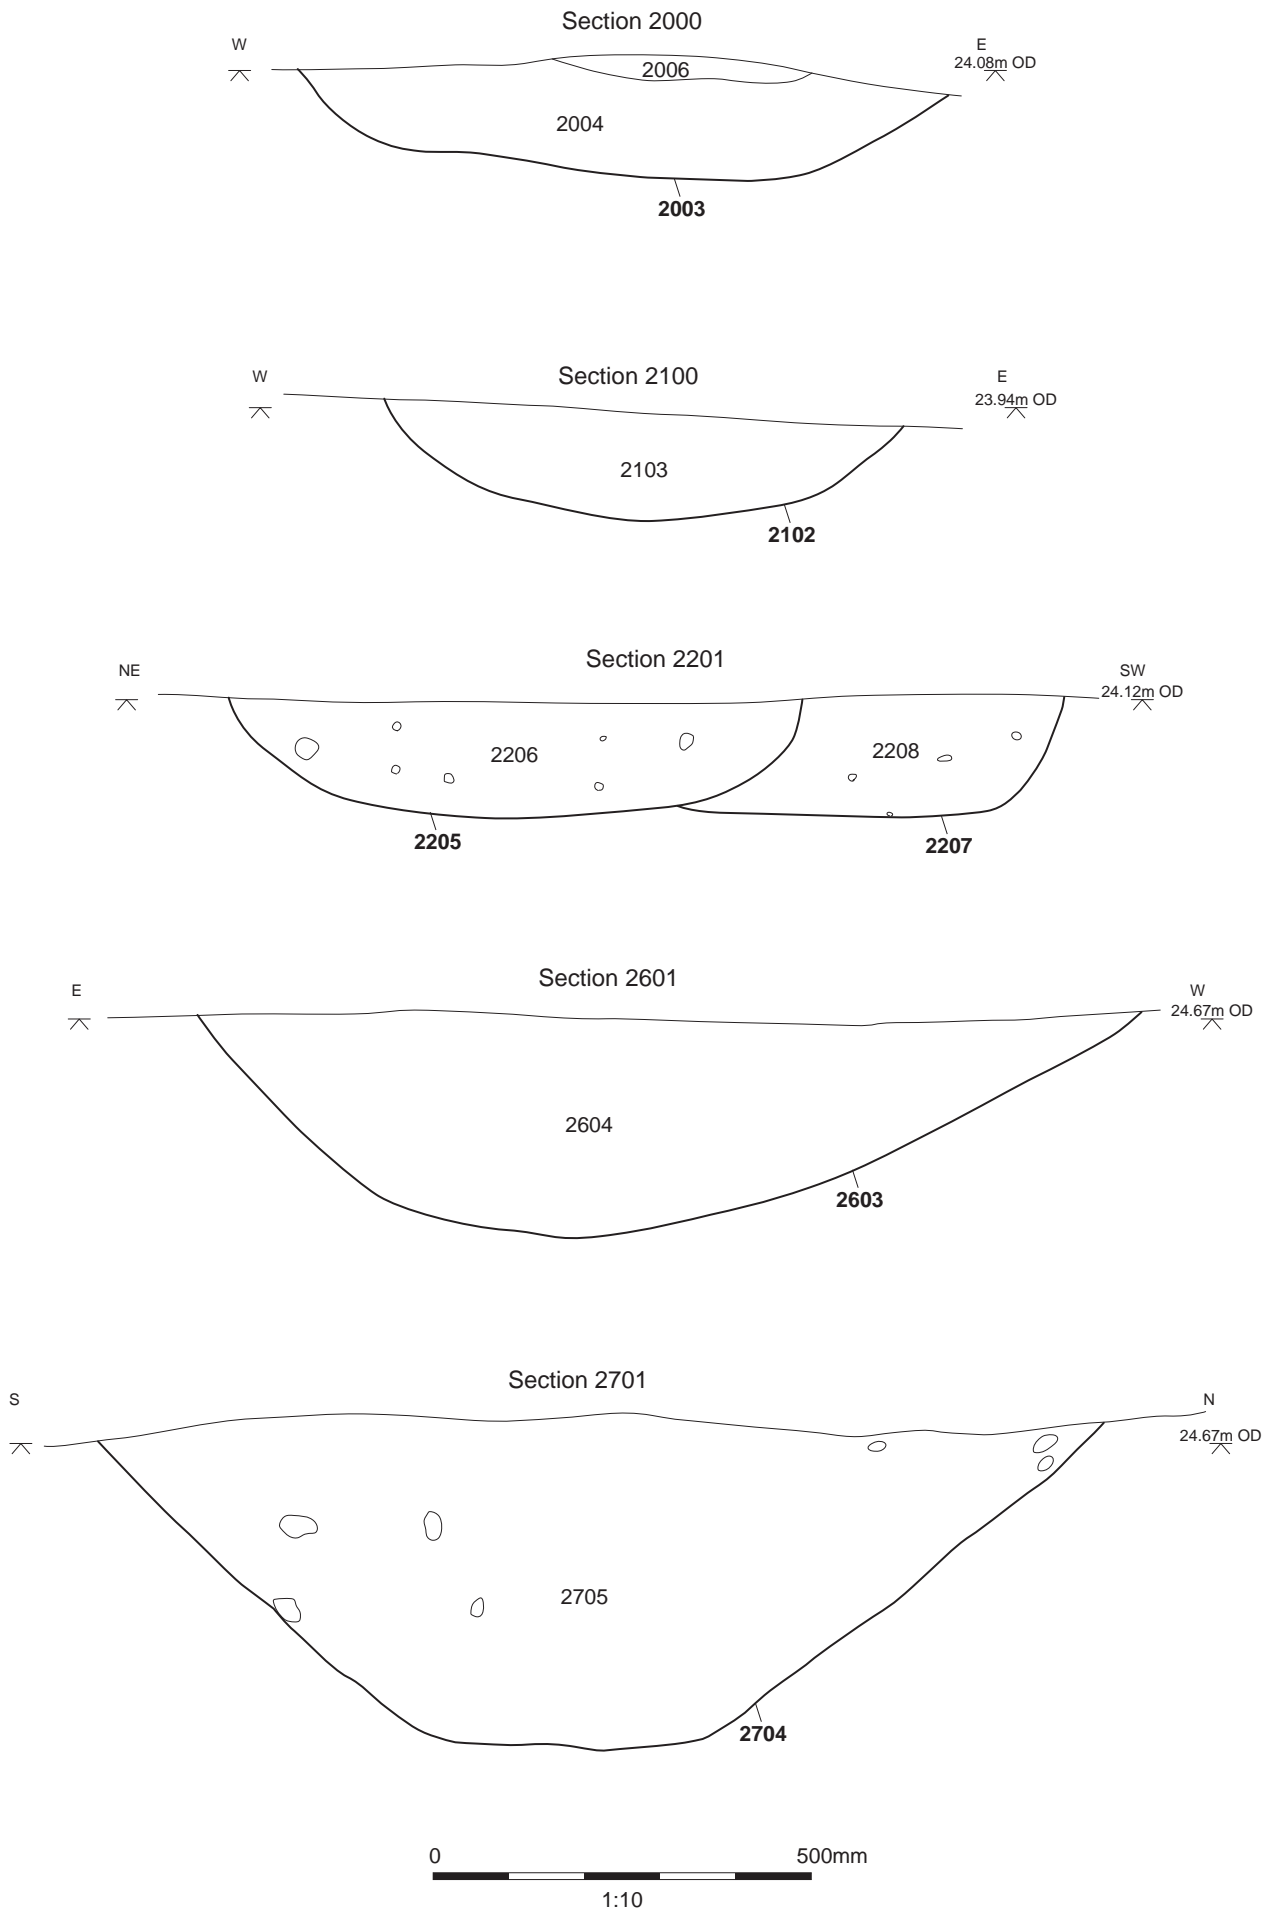 Section 2000
W
E
24.08m OD
2006
2004
2003
Section 2100
W
E
23.94m OD
2103
2102
Section 2201
NE
SW
24.12m OD
2206
2208
2205
2207
Section 2601
E
W
24.67m OD
2604
2603
Section 2701
S
N
24.67m OD
2705
2704
0 500mm
1:10